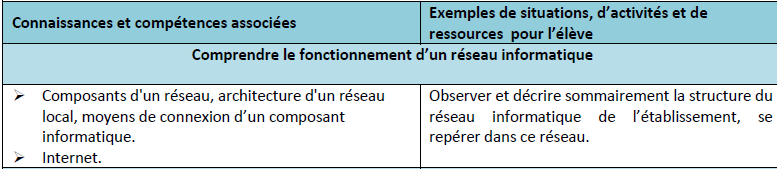 Connaissances et compétences associées
Exemples de situations, d’activités et de
ressources pour l’élève
Comprendre le fonctionnement d’un réseau informatique
➢ Composants d'un réseau, architecture d'un réseau
local, moyens de connexion d’un composant
informatique.
➢ Internet.
Observer et décrire sommairement la structure du
réseau informatique de l’établissement, se
repérer dans ce réseau.